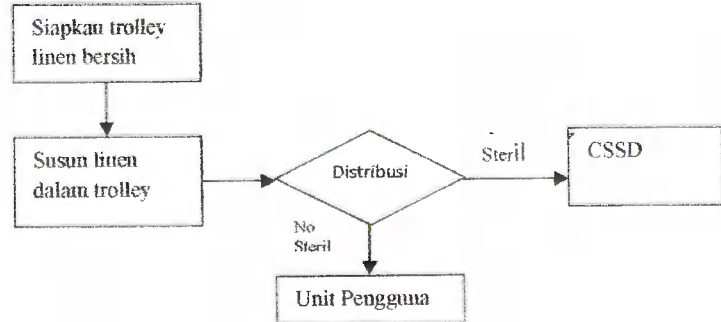 Siapkan trolley
linen bersih
Susun linen
dalam trolley
Distribusi
Steril
CSSD
No
Steril
Unit Pengguna